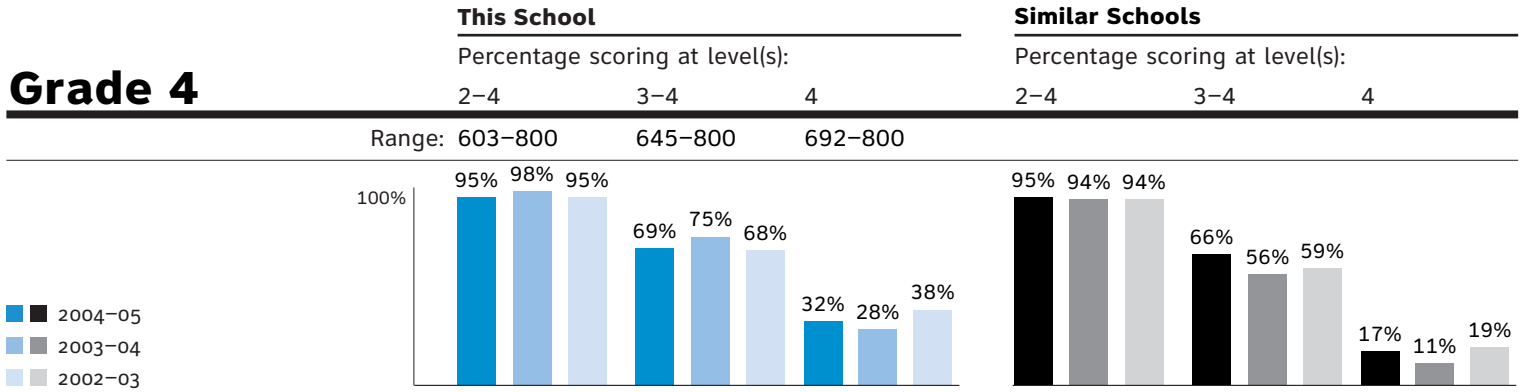 This School Similar Schools
Percentage scoring at level(s): Percentage scoring at level(s):
Grade 4 2–4 3–4 4 2–4 3–4 4
Range: 603–800 645–800 692–800
95% 98% 95% 95% 94% 94%
100%
69% 75% 68% 66% 56% 59%
32% 28% 38% 17% 11% 19%
2004–05
2003–04
2002–03